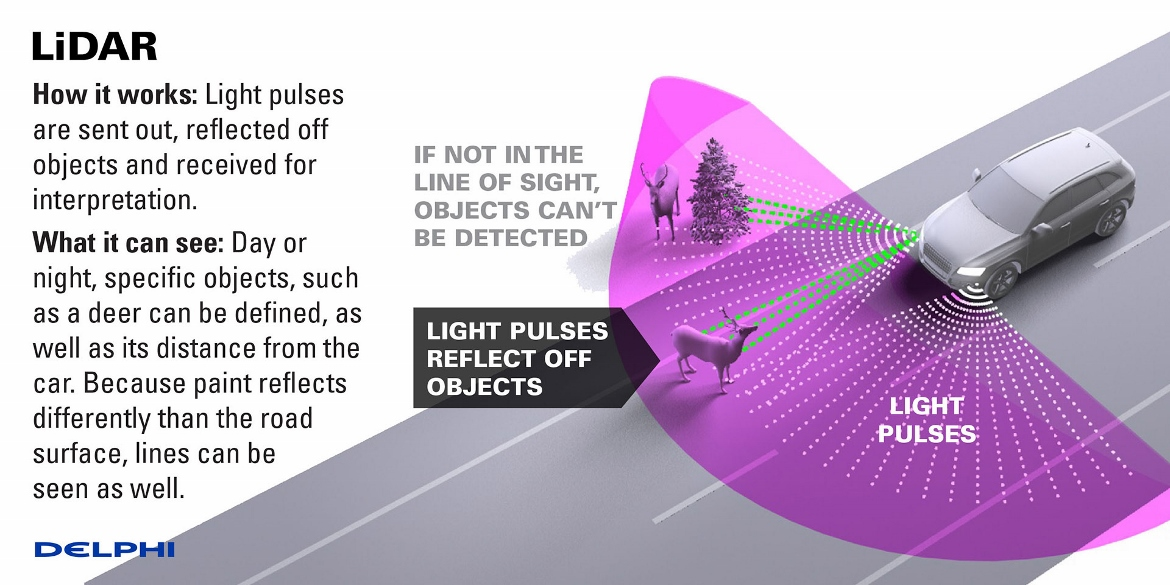 LiDAR
How it works: Light pulses
are sent out, reflected off
objects and received for
interpretation.
What it can see: Day or
night, specific objects, such
as a deer can be defined, as
well as its distance from the
car. Because paint reflects
differently than the road
surface, lines can be
seen as well.
DELPHI
IF NOT IN THE
LINE OF SIGHT,
OBJECTS CAN'T
BE DETECTED
LIGHT PULSES
REFLECT OFF
OBJECTS
LIGHT
PULSES